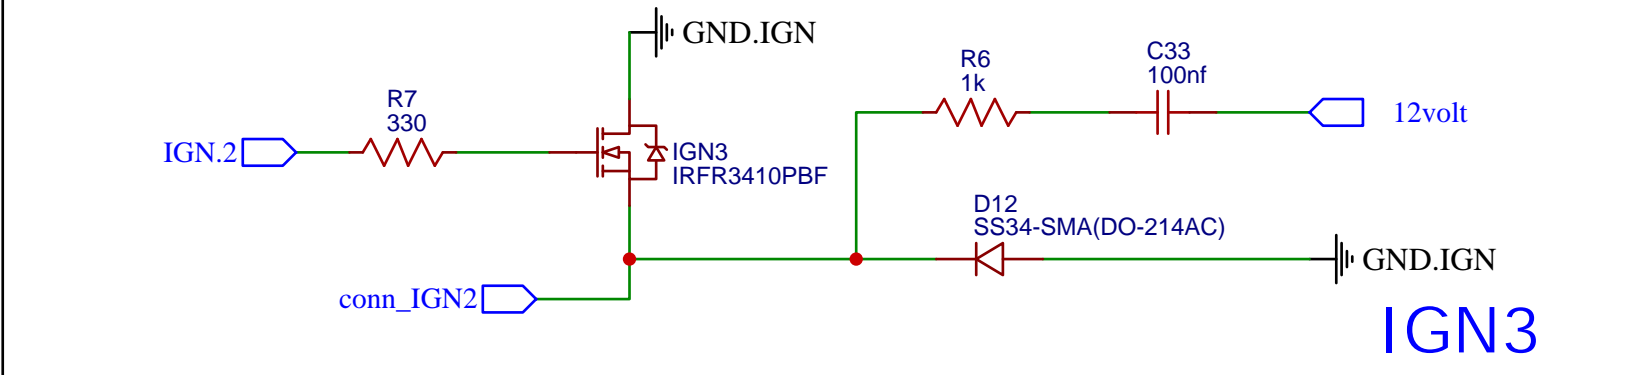 GND.IGN
R6
1k
C33
100nf
R7
330
12volt
IGN.2
IGN3
IRFR3410PBF
D12
SS34-SMA(DO-214AC)
GND.IGN
conn_IGN2
IGN3